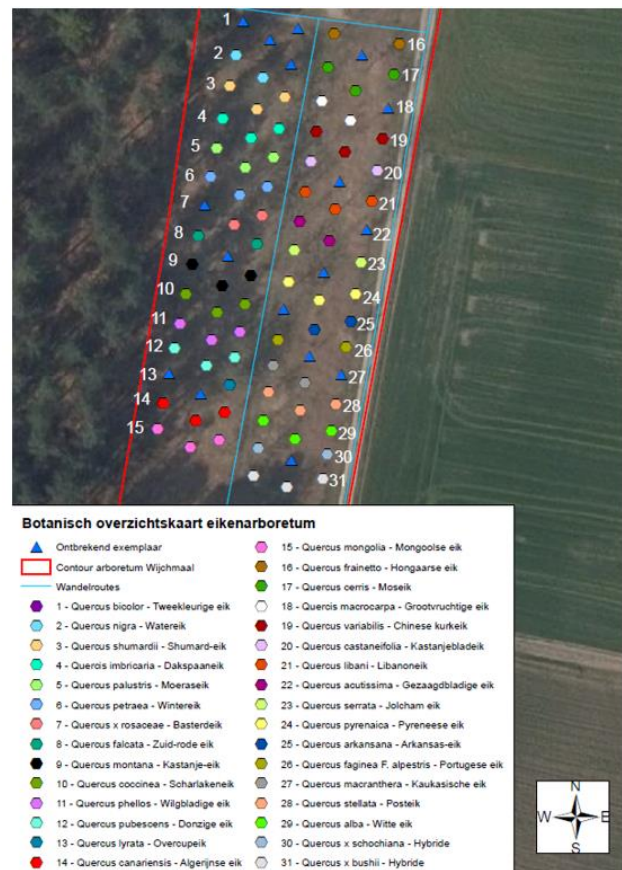 1
16
2
17
3
4
18
5
19
6
20
7
21
8
22
9
23
10
24
11
25
12
26
13
27
14
28
15
29
30
31
Botanisch overzichtskaart eikenarboretum
Ontbrekend exemplaar
Contour arboretum Wijchmaal
Wandelroutes
1 - Quercus bicolor - Tweekleurige eik
2 - Quercus nigra - Watereik
3 - Quercus shumardii - Shumard-eik
4 - Quercis imbricaria - Dakspaaneik
5 - Quercus palustris - Moeraseik
6 - Quercus petraea - Wintereik
7 - Quercus x rosaceae - Basterdeik
8 - Quercus falcata - Zuid-rode eik
9 - Quercus montana - Kastanje-eik
10 - Quercus coccinea - Scharlakeneik
11 - Quercus phellos - Wilgbladige eik
12 - Quercus pubescens - Donzige eik
13 - Quercus lyrata - Overcupeik
14 - Quercus canariensis - Algerijnse eik
15 - Quercus mongolia - Mongoolse eik
16 - Quercus frainetto - Hongaarse eik
17 - Quercus cerris - Moseik
18 - Quercis macrocarpa - Grootvruchtige eik
19 - Quercus variabilis - Chinese kurkeik
20 - Quercus castaneifolia - Kastanjebladeik
21 - Quercus libani - Libanoneik
22 - Quercus acutissima - Gezaagdbladige eik
23 - Quercus serrata - Jolcham eik
24 - Quercus pyrenaica - Pyreneese eik
25 - Quercus arkansana - Arkansas-eik
26 - Quercus faginea F. alpestris - Portugese eik
27 - Quercus macranthera - Kaukasische eik
28 - Quercus stellata - Posteik
29 - Quercus alba - Witte eik
30 - Quercus x schochiana - Hybride
31 - Quercus x bushii - Hybride
N
W E
S